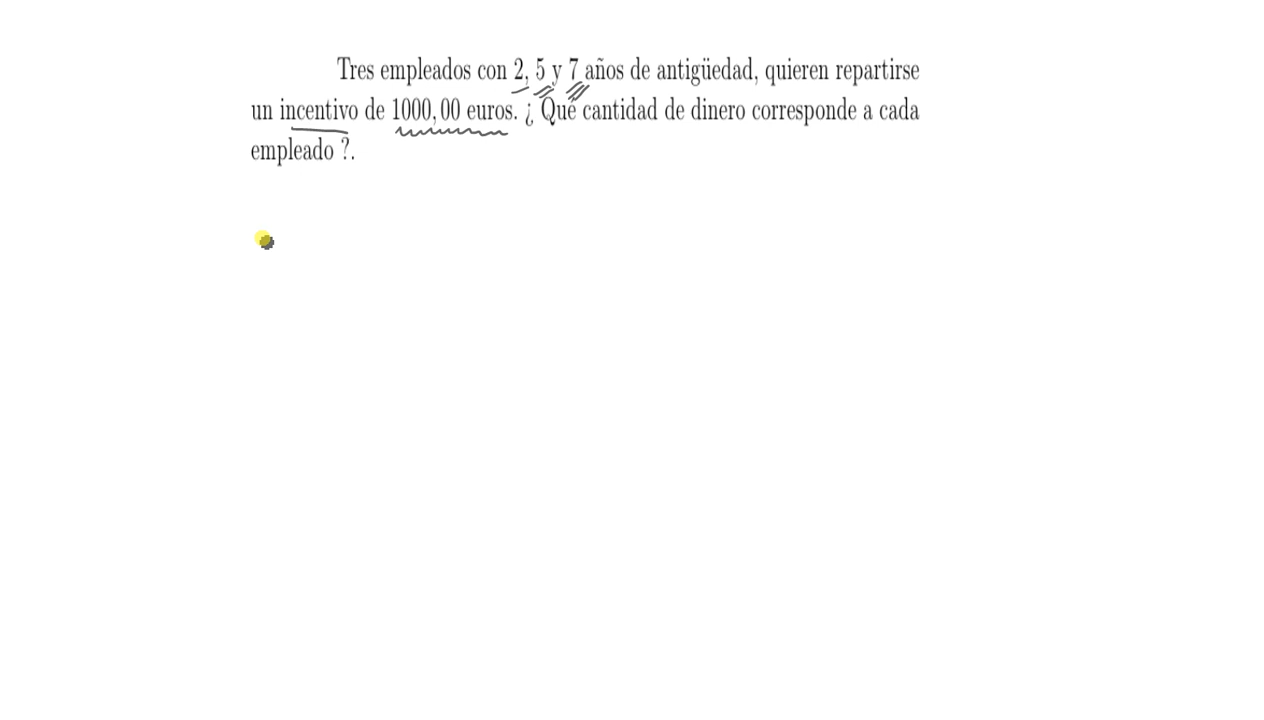 Tres empleados con 2, 5 y 7 años de antigüedad, quieren repartirse
un incentivo de 1000,00 euros. ¿ Qué cantidad de dinero corresponde a cada
empleado ?.